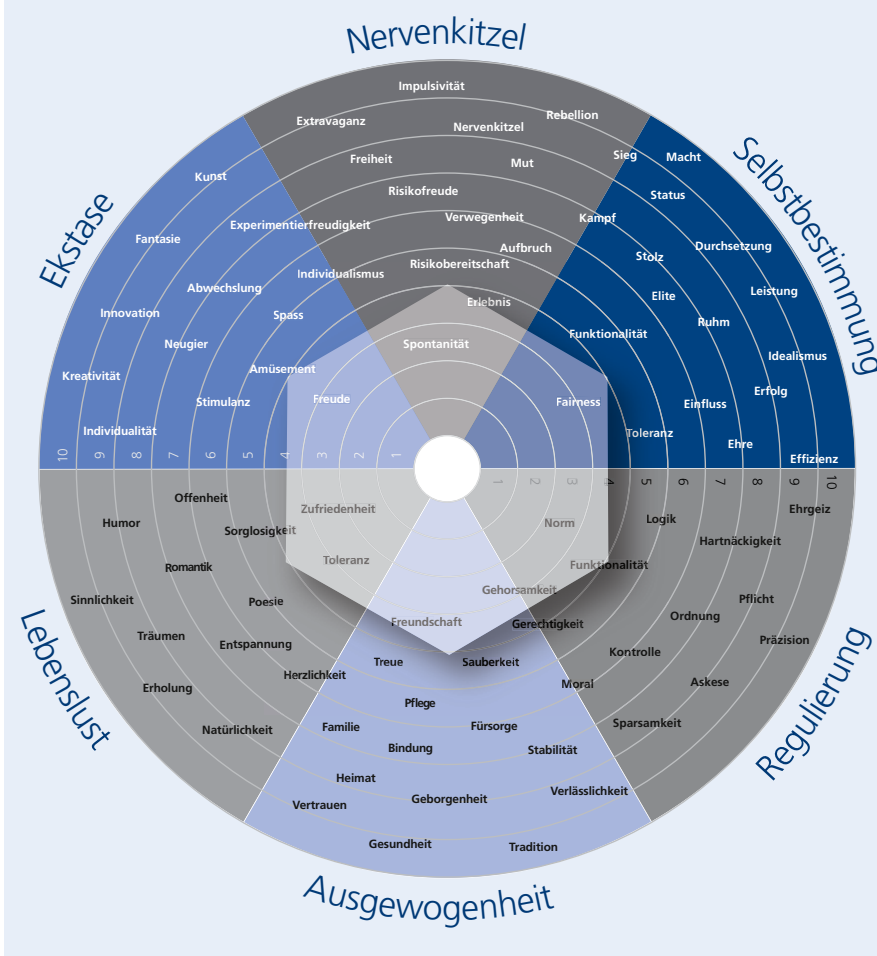 Nervenkitzel
Impulsivität
Rebellion
Extravaganz
Nervenkitzel
Freiheit
Mut
Risikofreude
Verwegenheit
Aufbruch
Risikobereitschaft
Erlebnis
Spontanität
Selbstbestimmung
Sieg
Macht
Status
Kampf
Durchsetzung
Stolz
Leistung
Elite
Ruhm
Funktionalität
Idealismus
Erfolg
Fairness
Einfluss
Toleranz
Ehre
Effizienz
Ekstase
Kunst
Experimentierfreudigkeit
Fantasie
Individualismus
Abwechslung
Innovation
Spass
Neugier
Amüsement
Kreativität
Freude
Stimulanz
Individualität
10 9 8 7 6 5 4 3 2 1
1 2 3 4 5 6 7 8 9 10
Lebenslust
Offenheit
Zufriedenheit
Humor
Sorglosigkeit
Toleranz
Romantik
Sinnlichkeit
Poesie
Träumen
Entspannung
Herzlichkeit
Erholung
Natürlichkeit
Regulierung
Ehrgeiz
Logik
Norm
Hartnäckigkeit
Funktionalität
Gehorsamkeit
Pflicht
Ordnung
Gerechtigkeit
Präzision
Kontrolle
Moral
Askese
Sparsamkeit
Freundschaft
Treue
Sauberkeit
Pflege
Familie
Fürsorge
Bindung
Stabilität
Heimat
Verlässlichkeit
Vertrauen
Geborgenheit
Gesundheit
Tradition
Ausgewogenheit